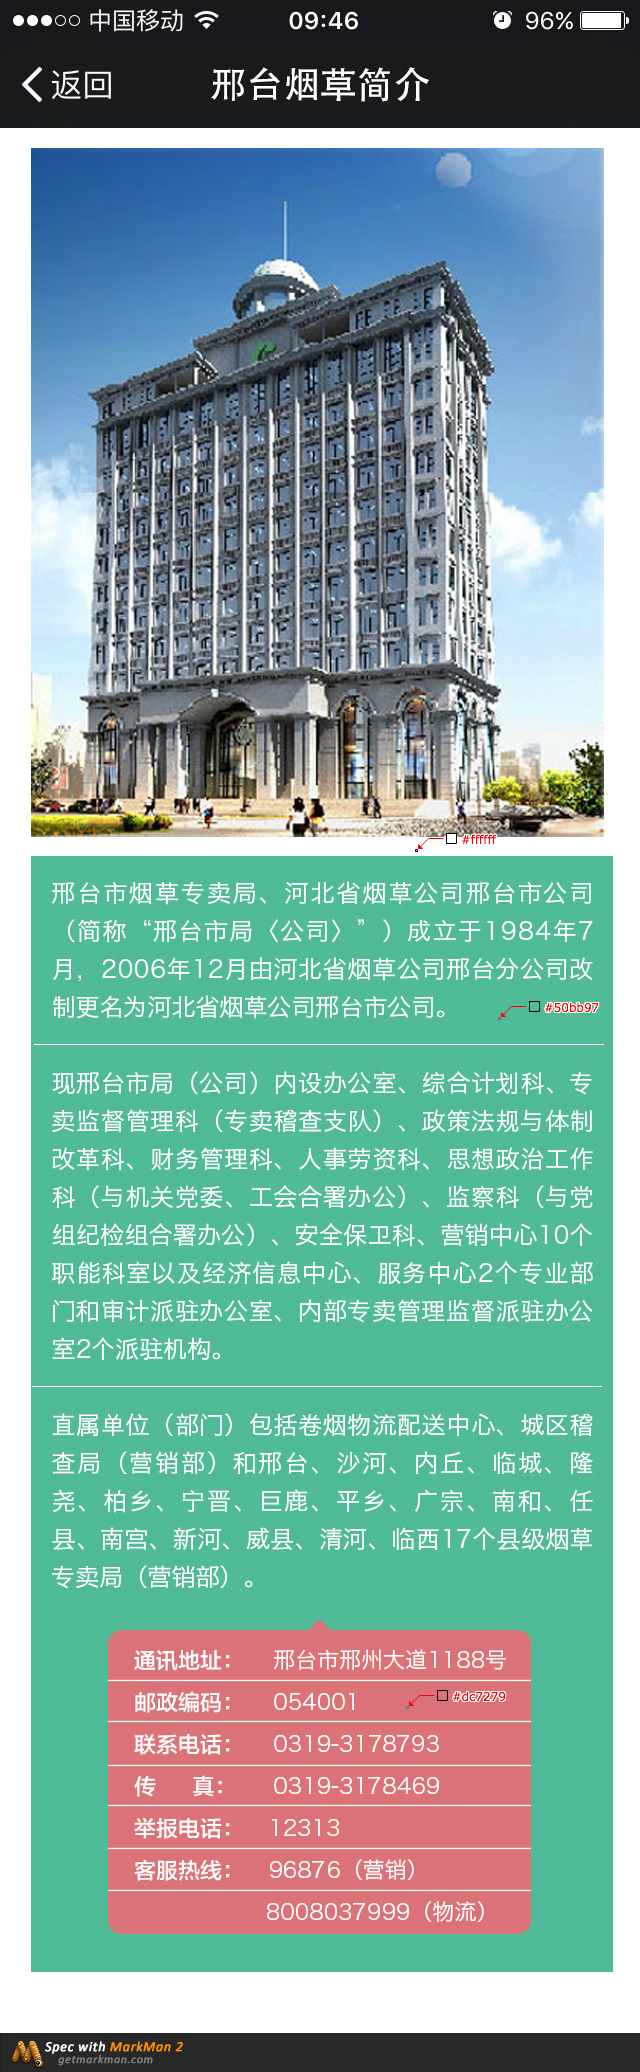 中国移动 09:46 96%
返回 邢台烟草简介
#ffffff
邢台市烟草专卖局、河北省烟草公司邢台市公司
（简称“邢台市局〈公司〉”）成立于1984年7
月，2006年12月由河北省烟草公司邢台分公司改
制更名为河北省烟草公司邢台市公司。
#50bb97
现邢台市局（公司）内设办公室、综合计划科、专
卖监督管理科（专卖稽查支队）、政策法规与体制
改革科、财务管理科、人事劳资科、思想政治工作
科（与机关党委、工会合署办公）、监察科（与党
组纪检组合署办公）、安全保卫科、营销中心10个
职能科室以及经济信息中心、服务中心2个专业部
门和审计派驻办公室、内部专卖管理监督派驻办公
室2个派驻机构。
直属单位（部门）包括卷烟物流配送中心、城区稽
查局（营销部）和邢台、沙河、内丘、临城、隆
尧、柏乡、宁晋、巨鹿、平乡、广宗、南和、任
县、南宫、新河、威县、清河、临西17个县级烟草
专卖局（营销部）。
通讯地址： 邢台市邢州大道1188号
邮政编码： 054001
#dc7279
联系电话： 0319-3178793
传 真： 0319-3178469
举报电话： 12313
客服热线： 96876（营销）
8008037999（物流）
Spec with MarkMan 2
getmarkman.com